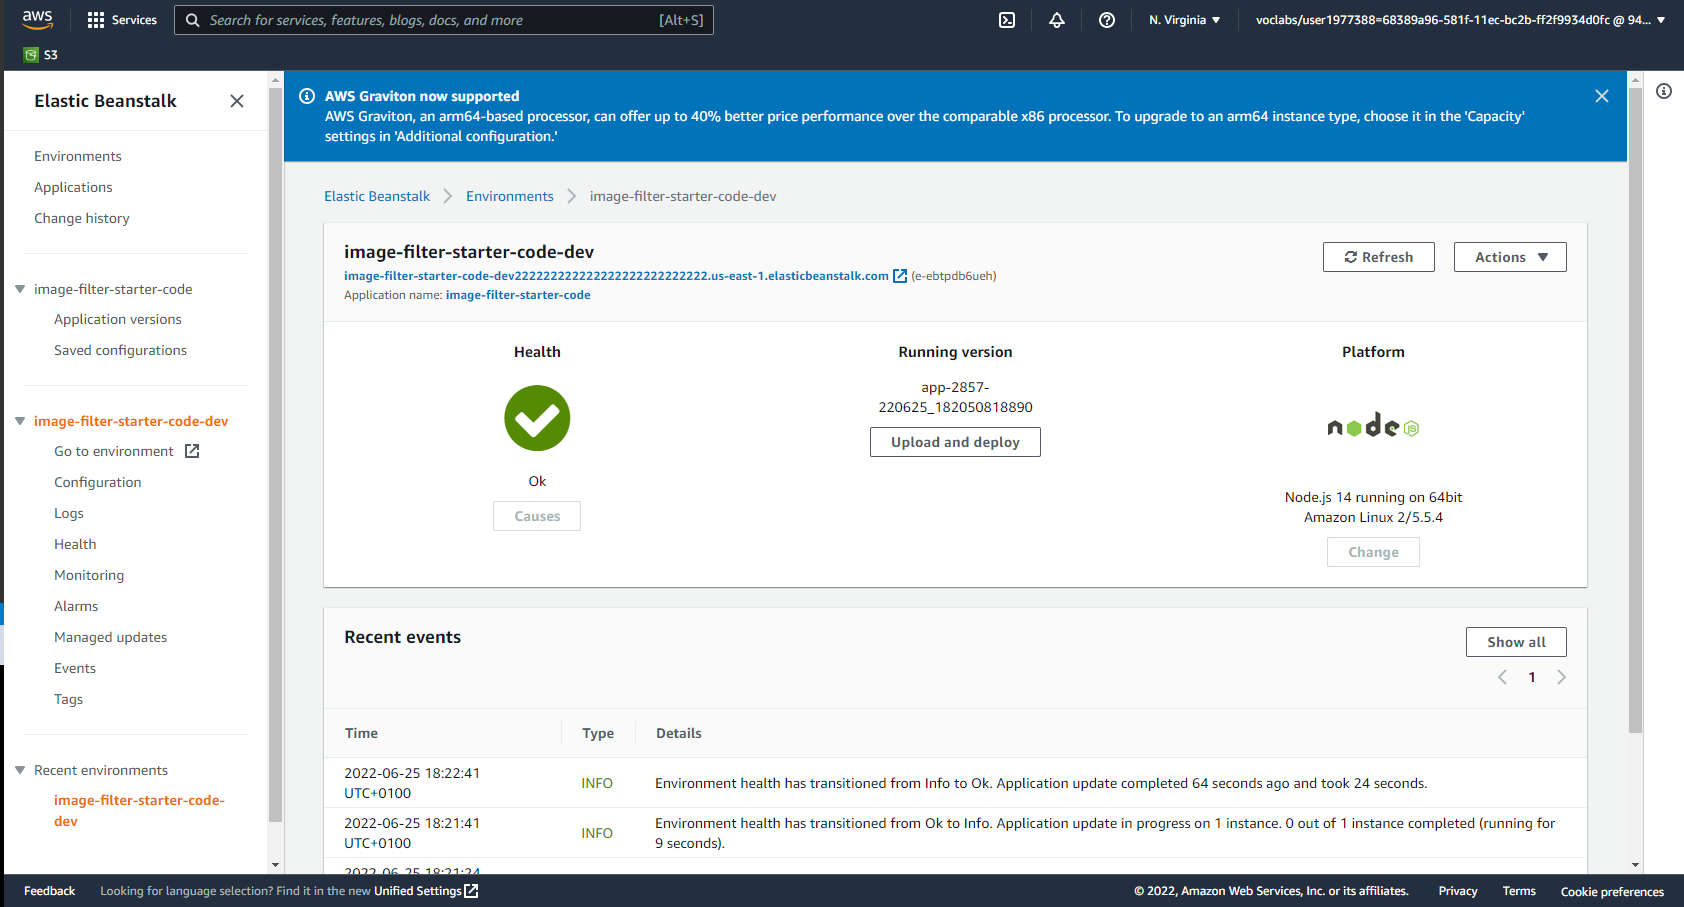 aws
Services
Search for services, features, blogs, docs, and more
[Alt+S]
N. Virginia
voclabs/user1977388=68389a96-581f-11ec-bc2b-ff2f9934d0fc @ 94...
S3
Elastic Beanstalk
Environments
Applications
Change history
image-filter-starter-code
Application versions
Saved configurations
image-filter-starter-code-dev
Go to environment
Configuration
Logs
Health
Monitoring
Alarms
Managed updates
Events
Tags
Recent environments
image-filter-starter-code-
dev
AWS Graviton now supported
AWS Graviton, an arm64-based processor, can offer up to 40% better price performance over the comparable x86 processor. To upgrade to an arm64 instance type, choose it in the 'Capacity'
settings in 'Additional configuration.'
Elastic Beanstalk
Environments
image-filter-starter-code-dev
image-filter-starter-code-dev
Refresh
Actions
Application name: image-filter-starter-code
Health
Ok
Causes
Running version
app-2857-
220625_182050818890
Upload and deploy
Platform
node JS
Node.js 14 running on 64bit
Amazon Linux 2/5.5.4
Change
Recent events
Show all
1
Time
Type
Details
2022-06-25 18:22:41
UTC+0100
INFO
Environment health has transitioned from Info to Ok. Application update completed 64 seconds ago and took 24 seconds.
2022-06-25 18:21:41
UTC+0100
INFO
Environment health has transitioned from Ok to Info. Application update in progress on 1 instance. 0 out of 1 instance completed (running for
9 seconds).
2022-06-25 18:21:24
Feedback
Looking for language selection? Find it in the new Unified Settings
© 2022, Amazon Web Services, Inc. or its affiliates.
Privacy
Terms
Cookie preferences